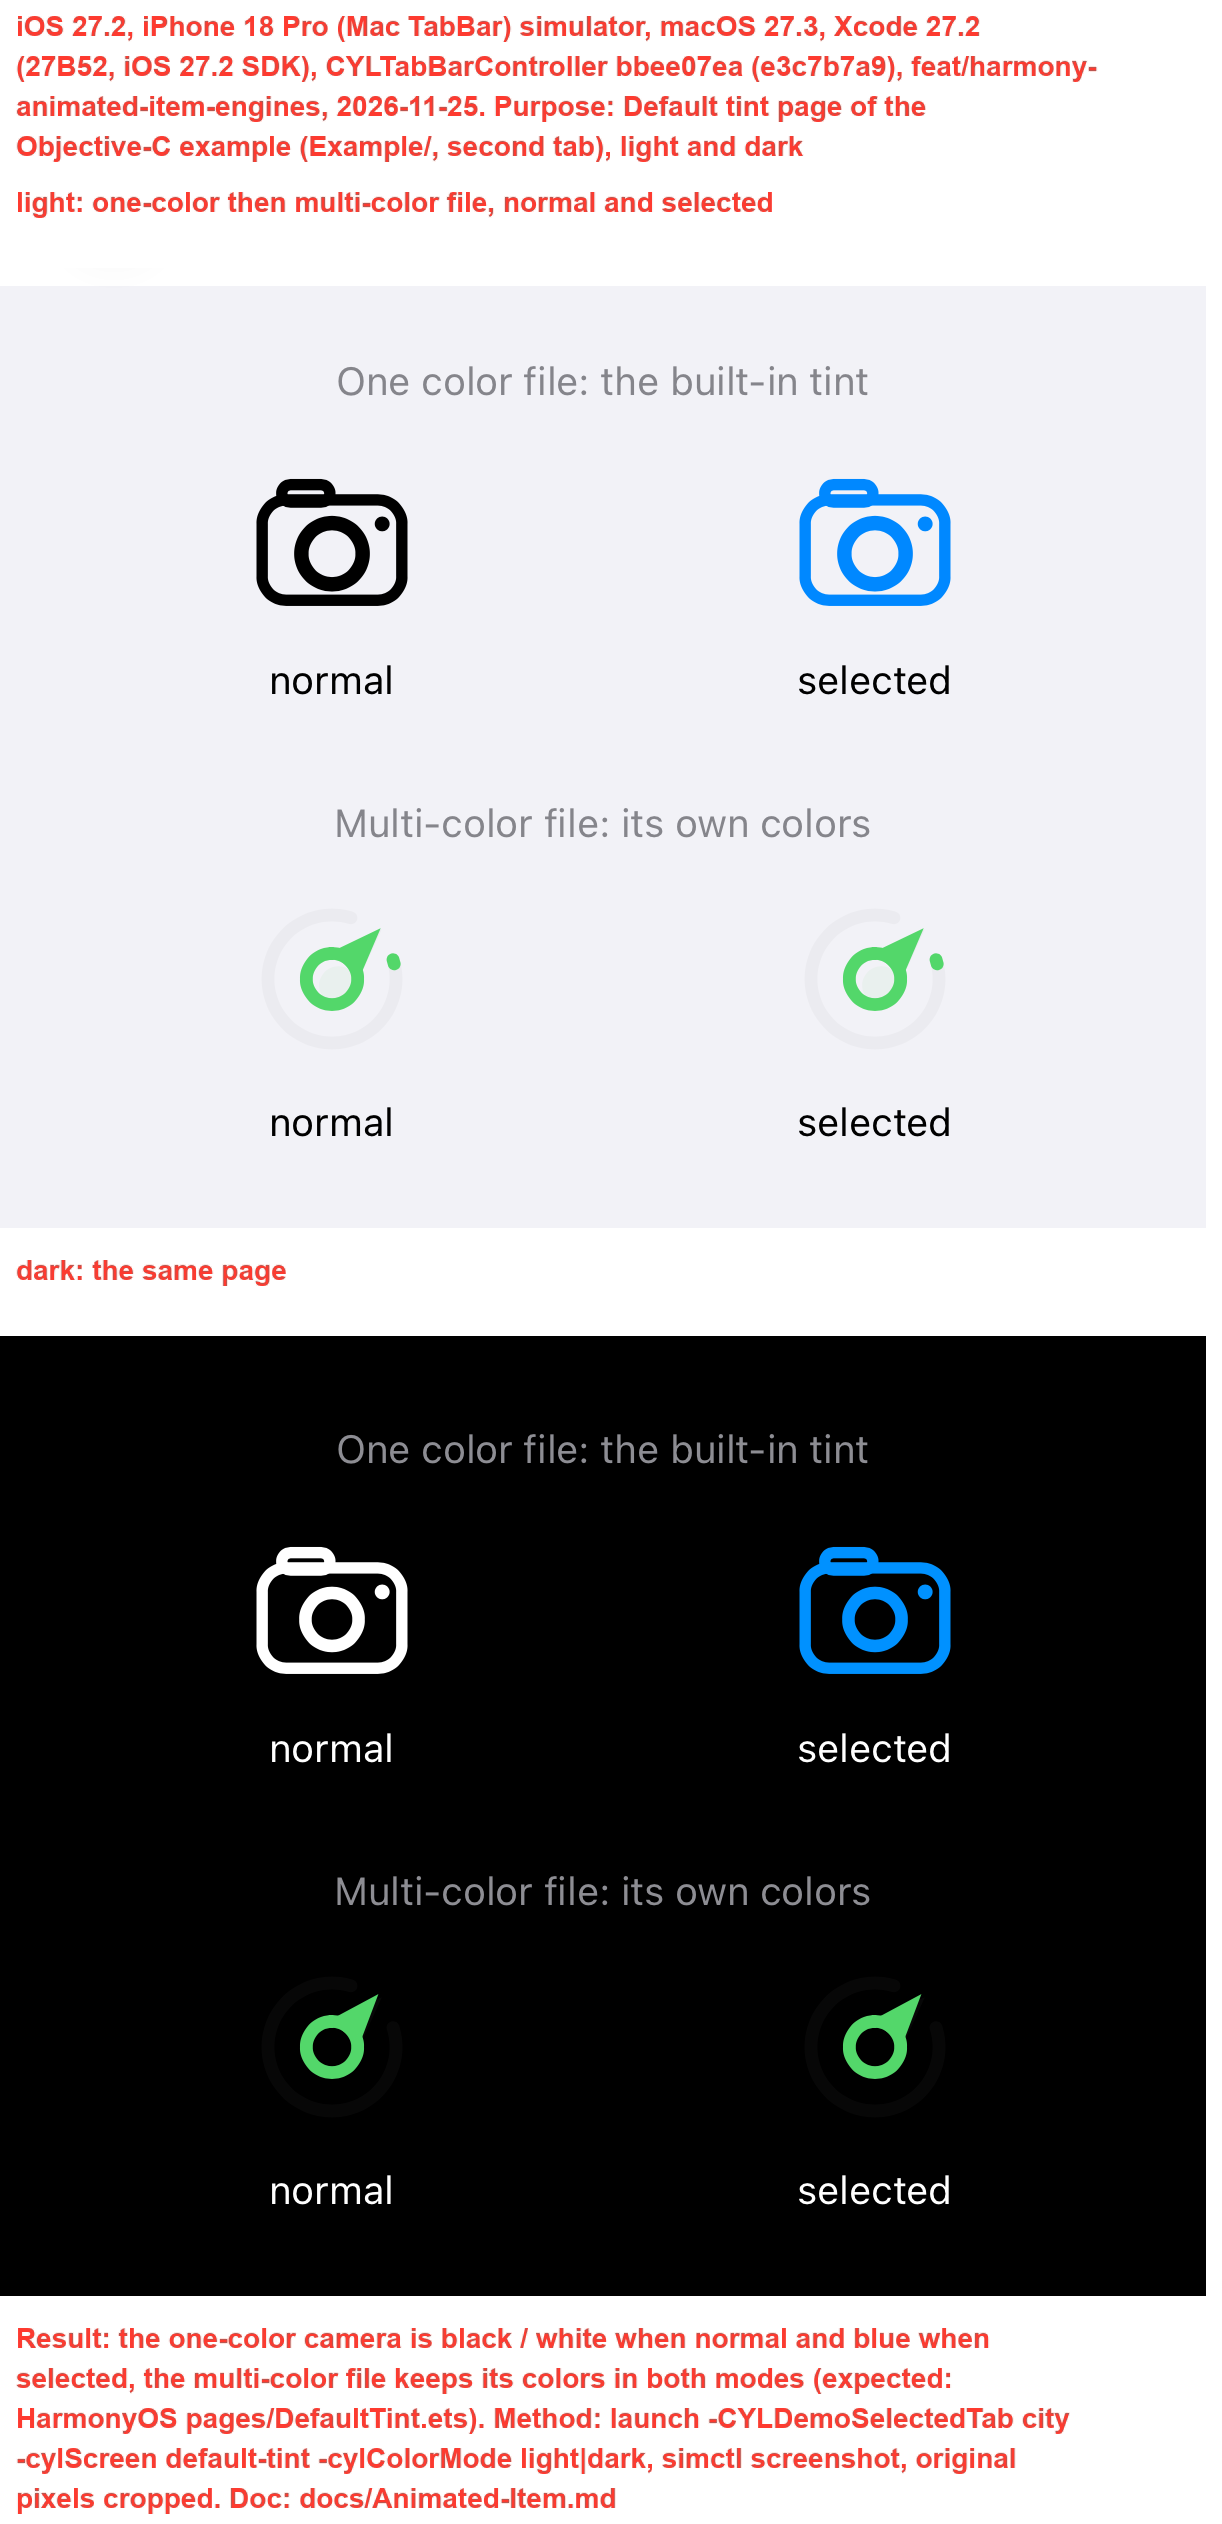 iOS 27.2, iPhone 18 Pro (Mac TabBar) simulator, macOS 27.3, Xcode 27.2
(27B52, iOS 27.2 SDK), CYLTabBarController bbee07ea (e3c7b7a9), feat/harmony-
animated-item-engines, 2026-11-25. Purpose: Default tint page of the
Objective-C example (Example/, second tab), light and dark
light: one-color then multi-color file, normal and selected
One color file: the built-in tint
normal selected
Multi-color file: its own colors
normal selected
dark: the same page
One color file: the built-in tint
normal selected
Multi-color file: its own colors
normal selected
Result: the one-color camera is black / white when normal and blue when
selected, the multi-color file keeps its colors in both modes (expected:
HarmonyOS pages/DefaultTint.ets). Method: launch -CYLDemoSelectedTab city
-cylScreen default-tint -cylColorMode light|dark, simctl screenshot, original
pixels cropped. Doc: docs/Animated-Item.md